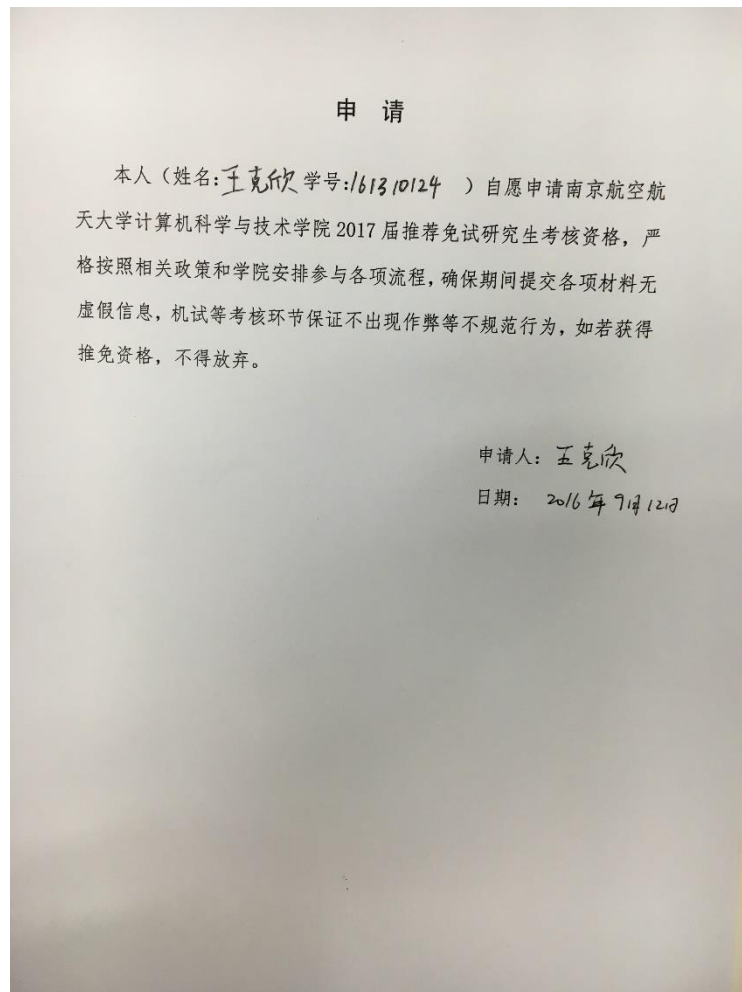 申 请
本人（姓名:王克欣学号:161310124 ）自愿申请南京航空航
天大学计算机科学与技术学院 2017 届推荐免试研究生考核资格，严
格按照相关政策和学院安排参与各项流程，确保期间提交各项材料无
虚假信息，机试等考核环节保证不出现作弊等不规范行为，如若获得
推免资格，不得放弃。
申请人：王克欣
日期： 2016年9月12日